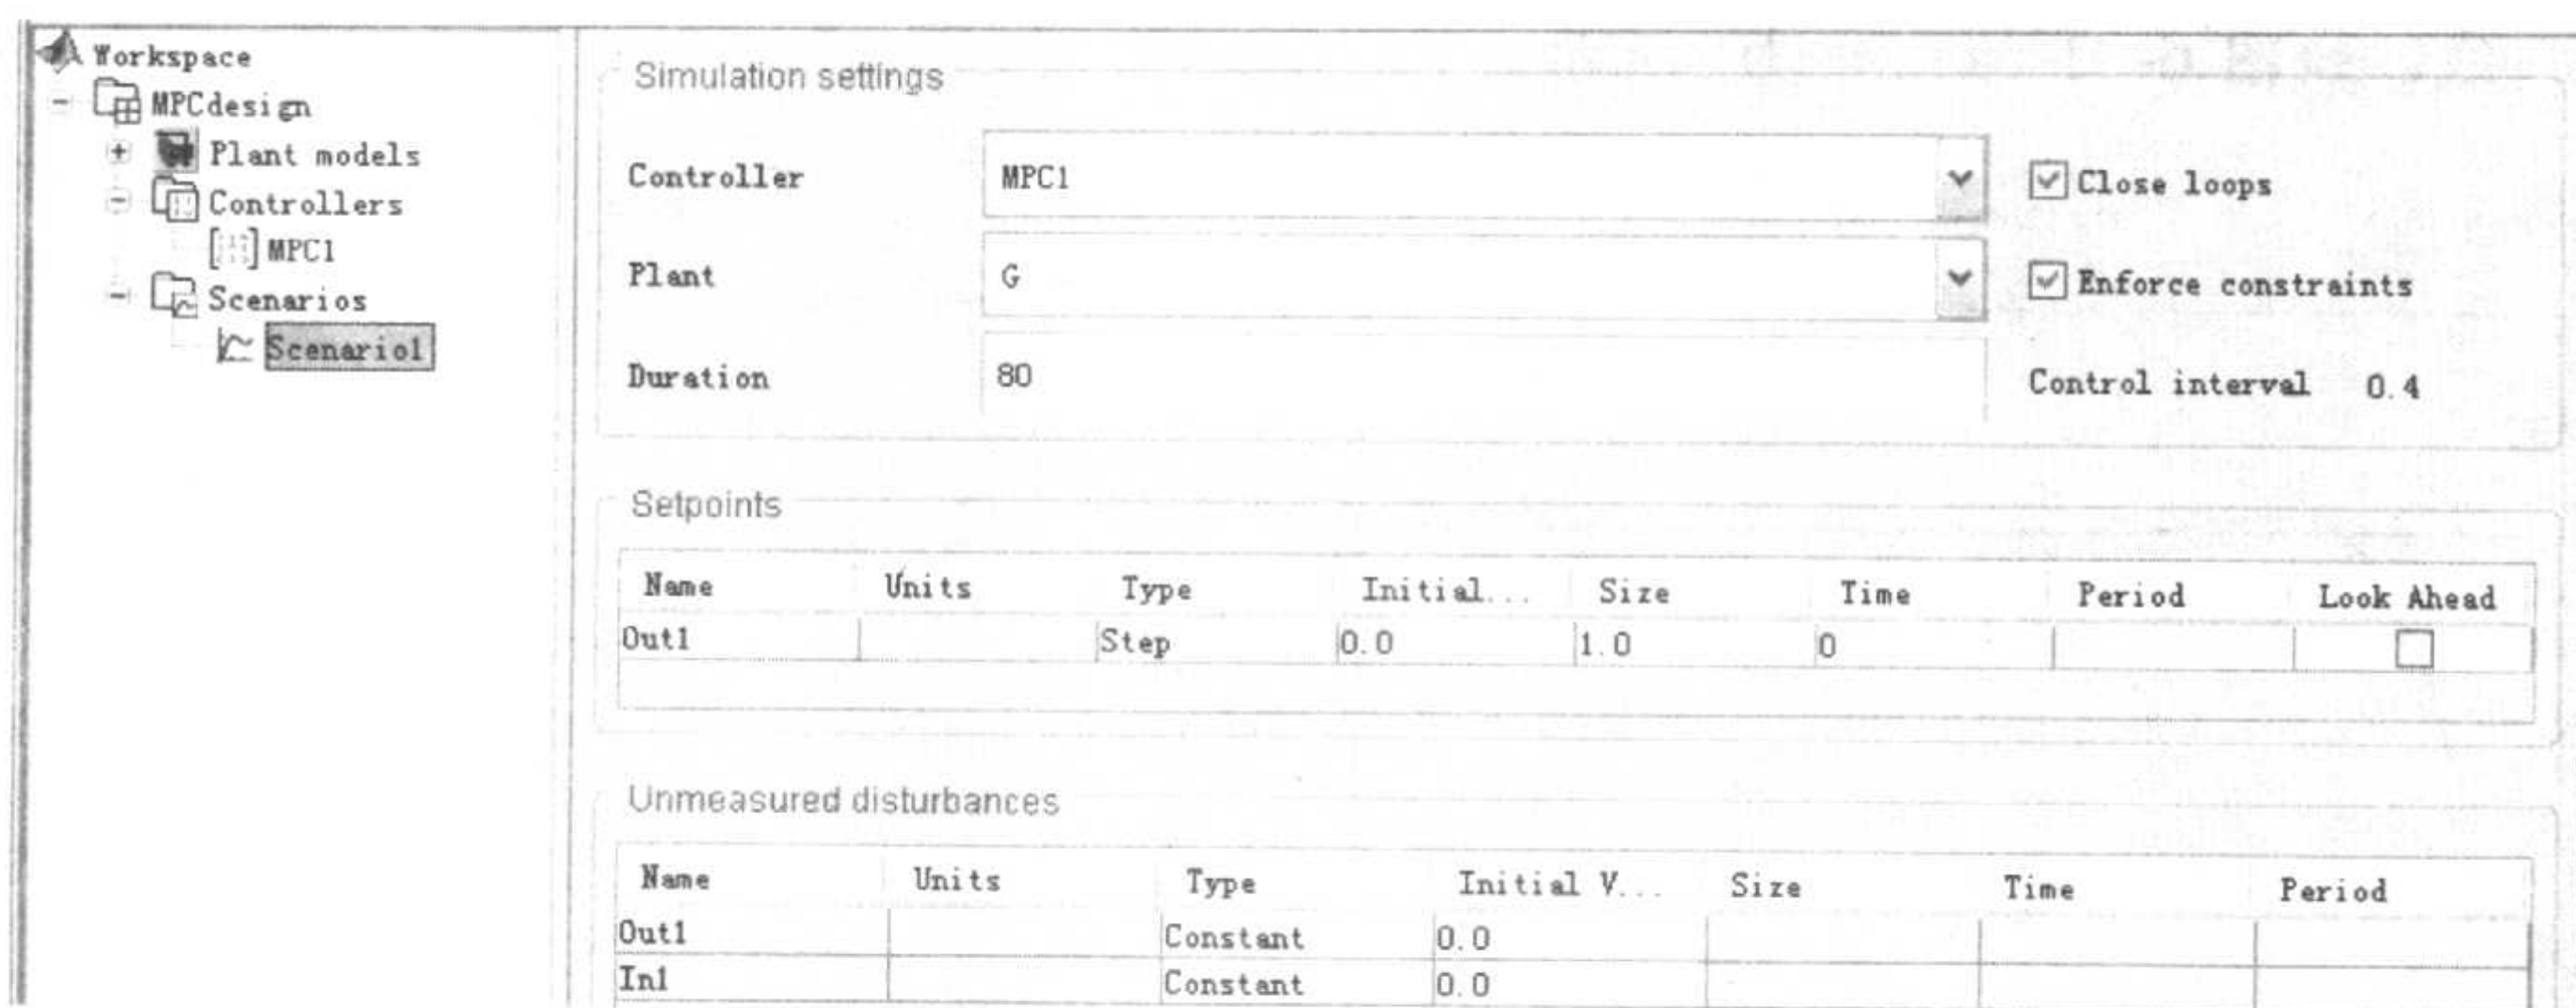 Workspace
MPCdesign
Plant models
Controllers
MPC1
Scenarios
Scenario1
Simulation settings
Controller MPC1 Close loops
Plant G Enforce constraints
Duration 80 Control interval 0.4
Setpoints
Name Units Type Initial... Size Time Period Look Ahead
Out1 Step 0.0 1.0 0
Unmeasured disturbances
Name Units Type Initial V... Size Time Period
Out1 Constant 0.0
In1 Constant 0.0